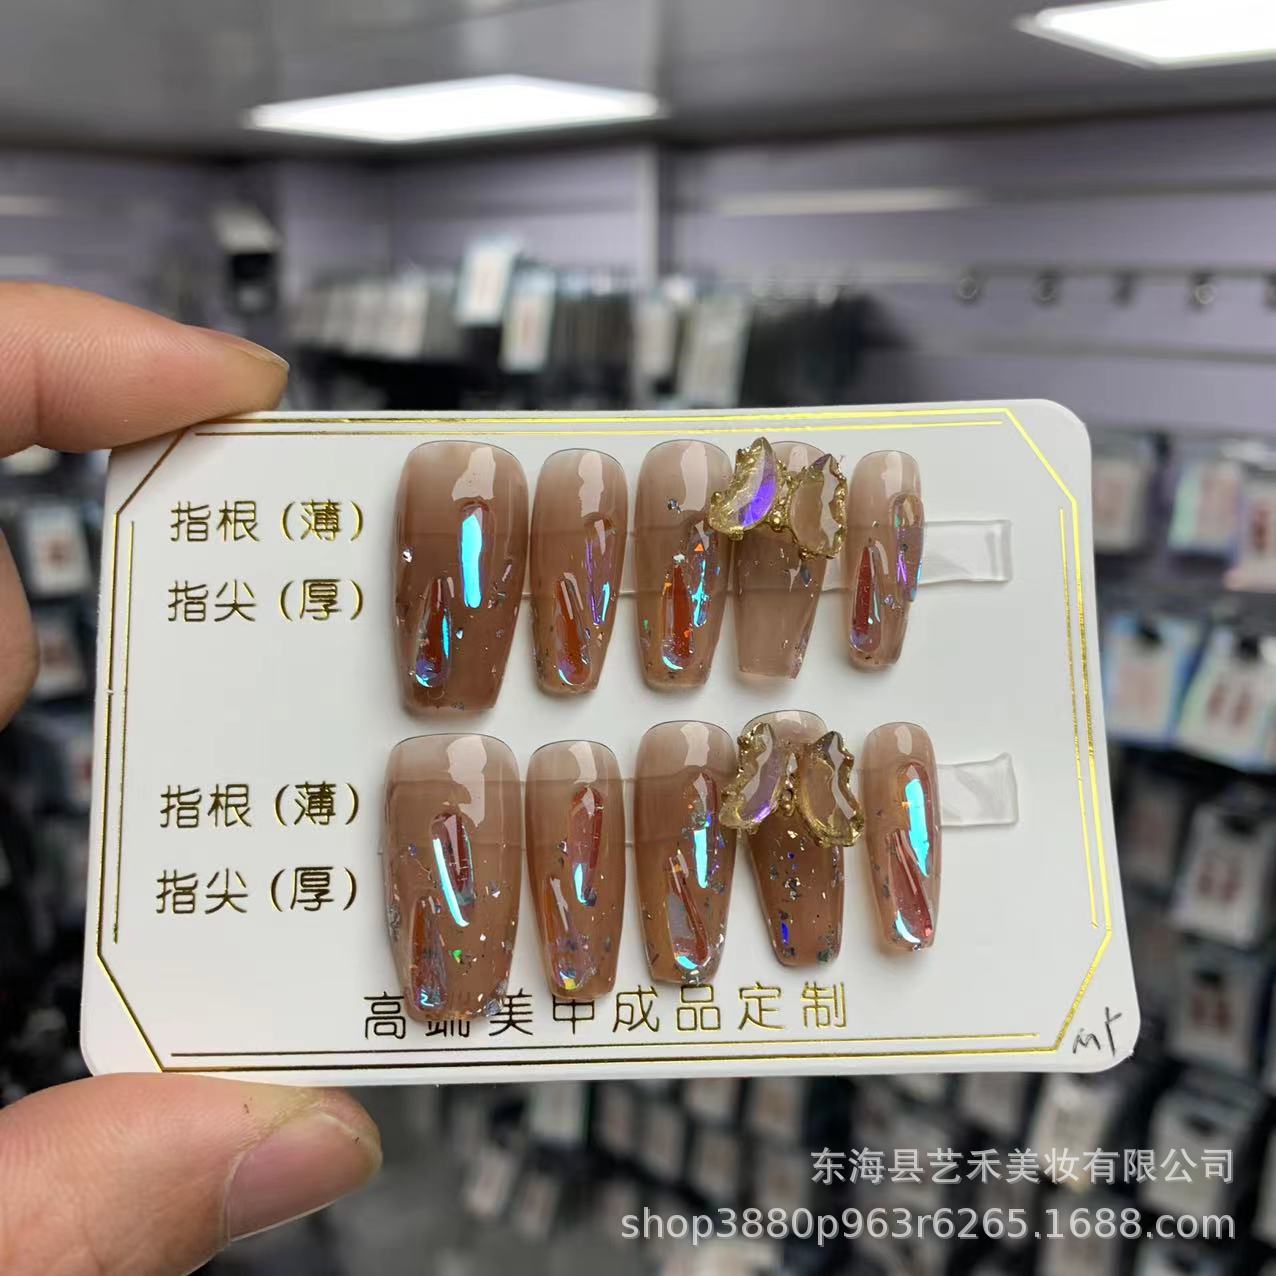 指根（薄）
指尖（厚）
指根（薄）
指尖（厚）
高端美甲成品定制
东海县艺禾美妆有限公司
shop3880p963r6265.1688.com